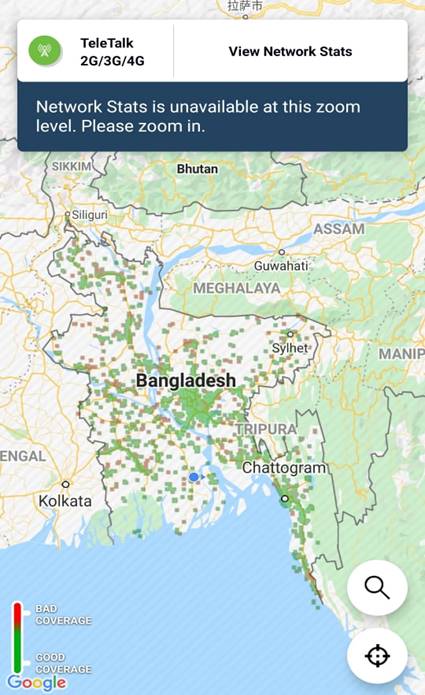 拉萨市
TeleTalk
2G/3G/4G
View Network Stats
Network Stats is unavailable at this zoom
level. Please zoom in.
SIKKIM
Bhutan
Siliguri
ASSAM
Guwahati
MEGHALAYA
Sylhet
MANIP
Bangladesh
TRIPURA
ENGAL
Chattogram
Kolkata
BAD
COVERAGE
GOOD
COVERAGE
Google